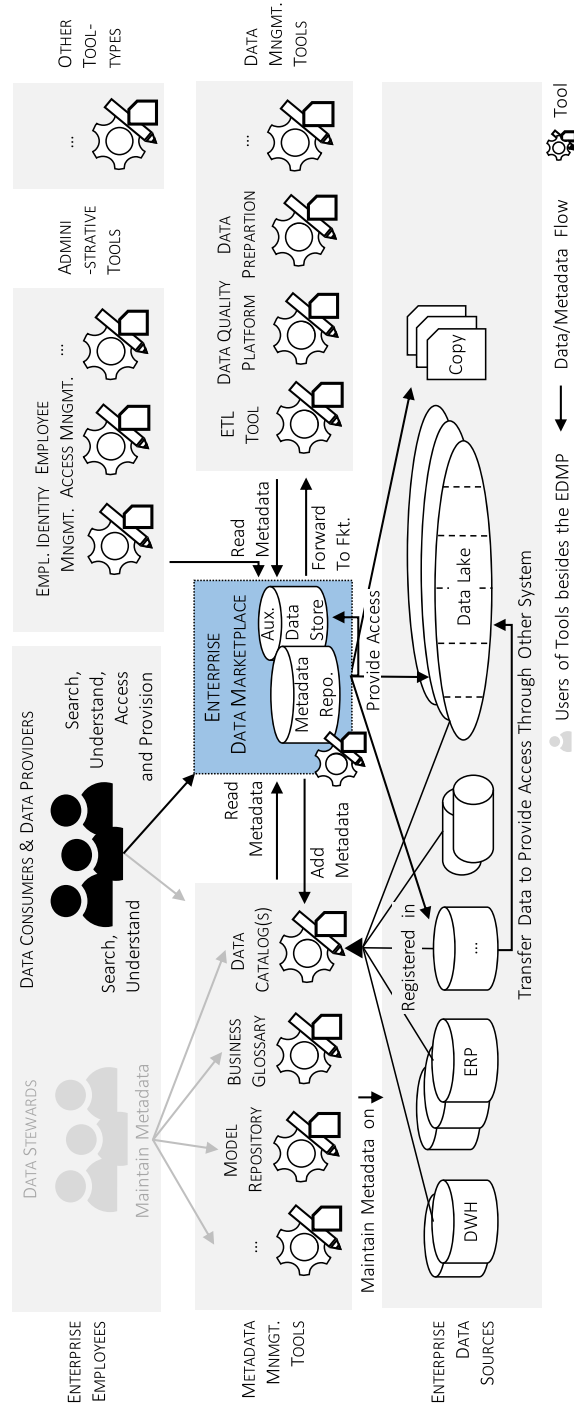 ENTERPRISE
EMPLOYEES
DATA STEWARDS
Maintain Metadata
DATA CONSUMERS & DATA PROVIDERS
Search,
Understand
Search,
Understand,
Access
and Provision
EMPL. IDENTITY
MNGMT.
EMPLOYEE
ACCESS MNGMT.
...
ADMINI
-STRATIVE
TOOLS
...
OTHER
TOOL-
TYPES
METADATA
MNMGT.
TOOLS
...
MODEL
REPOSITORY
BUSINESS
GLOSSARY
DATA
CATALOG(S)
Read
Metadata
Add
Metadata
ENTERPRISE
DATA MARKETPLACE
Metadata
Repo.
Aux.
Data
Store
Read
Metadata
Forward
To Fkt.
ETL
TOOL
DATA QUALITY
PLATFORM
DATA
PREPARTION
...
DATA
MNGMT.
TOOLS
Maintain Metadata on
Registered in
Provide Access
ENTERPRISE
DATA
SOURCES
DWH
ERP
...
Data Lake
Copy
Transfer Data to Provide Access Through Other System
Users of Tools besides the EDMP
Data/Metadata Flow
Tool